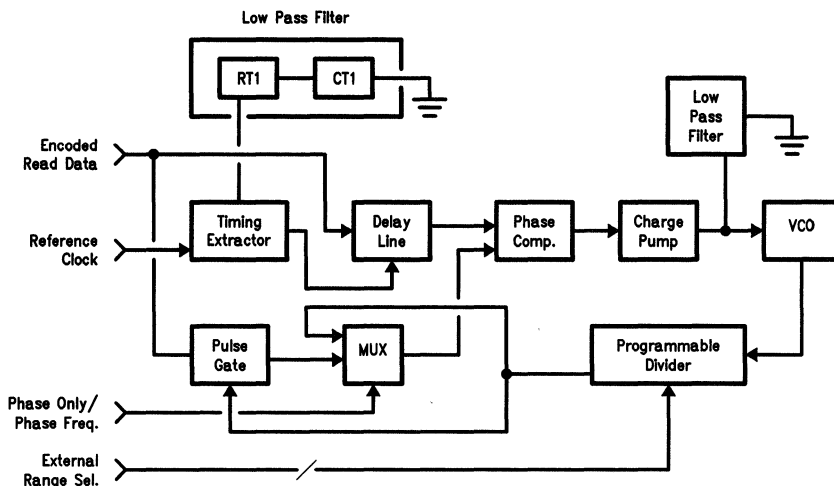 Low Pass Filter
RT1
CT1
Low
Pass
Filter
Encoded
Read Data
Timing
Extractor
Delay
Line
Phase
Comp.
Charge
Pump
VCO
Reference
Clock
Pulse
Gate
MUX
Programmable
Divider
Phase Only/
Phase Freq.
External
Range Sel.